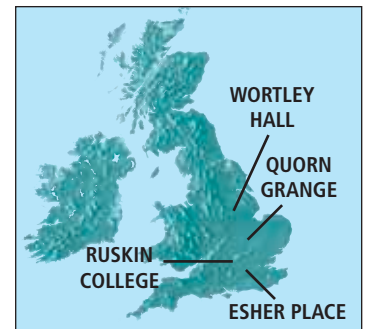 WORTLEY
HALL
QUORN
GRANGE
RUSKIN
COLLEGE
ESHER PLACE